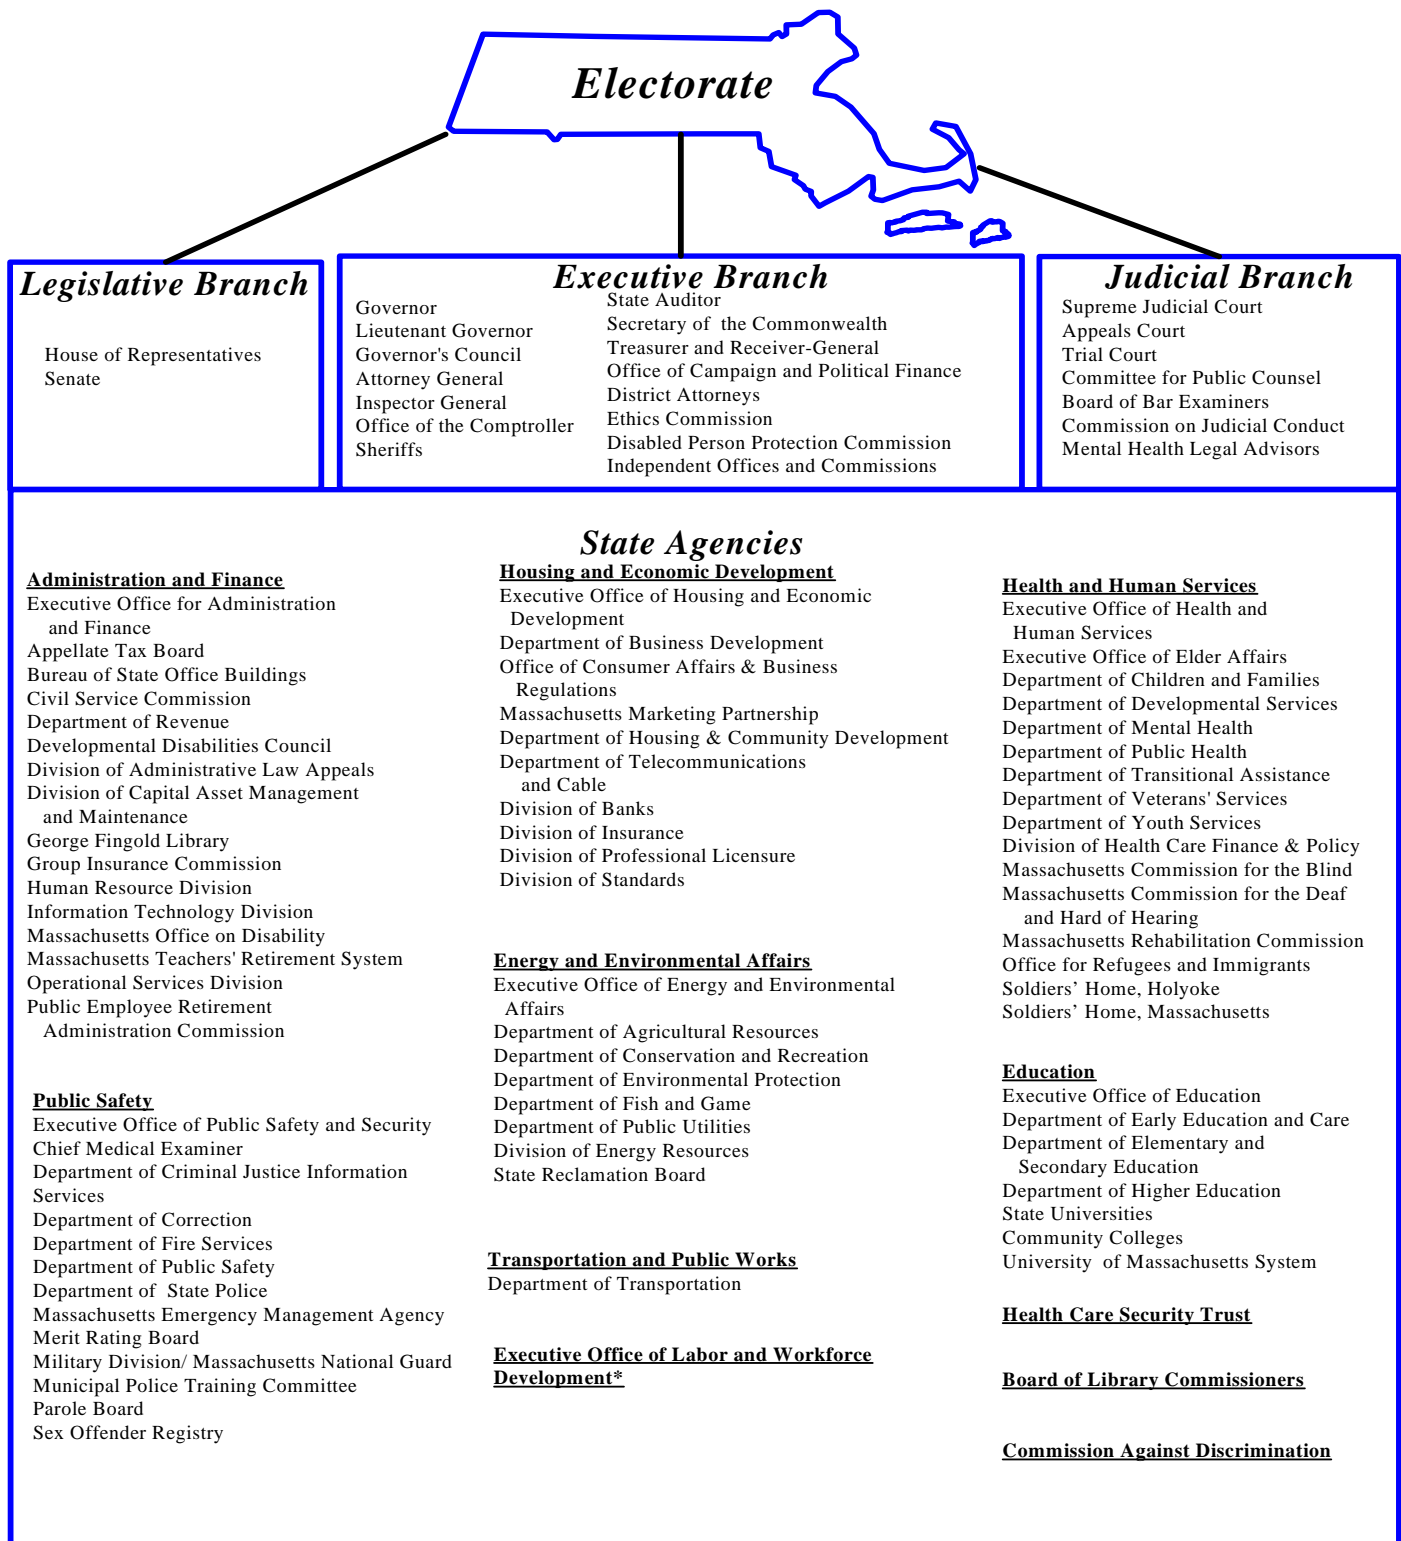 Electorate
Legislative Branch
House of Representatives
Senate
Executive Branch
Governor
Lieutenant Governor
Governor's Council
Attorney General
Inspector General
Office of the Comptroller
Sheriffs
State Auditor
Secretary of the Commonwealth
Treasurer and Receiver-General
Office of Campaign and Political Finance
District Attorneys
Ethics Commission
Disabled Person Protection Commission
Independent Offices and Commissions
Judicial Branch
Supreme Judicial Court
Appeals Court
Trial Court
Committee for Public Counsel
Board of Bar Examiners
Commission on Judicial Conduct
Mental Health Legal Advisors
State Agencies
Administration and Finance
Executive Office for Administration
and Finance
Appellate Tax Board
Bureau of State Office Buildings
Civil Service Commission
Department of Revenue
Developmental Disabilities Council
Division of Administrative Law Appeals
Division of Capital Asset Management
and Maintenance
George Fingold Library
Group Insurance Commission
Human Resource Division
Information Technology Division
Massachusetts Office on Disability
Massachusetts Teachers' Retirement System
Operational Services Division
Public Employee Retirement
Administration Commission
Public Safety
Executive Office of Public Safety and Security
Chief Medical Examiner
Department of Criminal Justice Information
Services
Department of Correction
Department of Fire Services
Department of Public Safety
Department of State Police
Massachusetts Emergency Management Agency
Merit Rating Board
Military Division/ Massachusetts National Guard
Municipal Police Training Committee
Parole Board
Sex Offender Registry
Housing and Economic Development
Executive Office of Housing and Economic
Development
Department of Business Development
Office of Consumer Affairs & Business
Regulations
Massachusetts Marketing Partnership
Department of Housing & Community Development
Department of Telecommunications
and Cable
Division of Banks
Division of Insurance
Division of Professional Licensure
Division of Standards
Energy and Environmental Affairs
Executive Office of Energy and Environmental
Affairs
Department of Agricultural Resources
Department of Conservation and Recreation
Department of Environmental Protection
Department of Fish and Game
Department of Public Utilities
Division of Energy Resources
State Reclamation Board
Transportation and Public Works
Department of Transportation
Executive Office of Labor and Workforce
Development*
Health and Human Services
Executive Office of Health and
Human Services
Executive Office of Elder Affairs
Department of Children and Families
Department of Developmental Services
Department of Mental Health
Department of Public Health
Department of Transitional Assistance
Department of Veterans' Services
Department of Youth Services
Division of Health Care Finance & Policy
Massachusetts Commission for the Blind
Massachusetts Commission for the Deaf
and Hard of Hearing
Massachusetts Rehabilitation Commission
Office for Refugees and Immigrants
Soldiers’ Home, Holyoke
Soldiers’ Home, Massachusetts
Education
Executive Office of Education
Department of Early Education and Care
Department of Elementary and
Secondary Education
Department of Higher Education
State Universities
Community Colleges
University of Massachusetts System
Health Care Security Trust
Board of Library Commissioners
Commission Against Discrimination